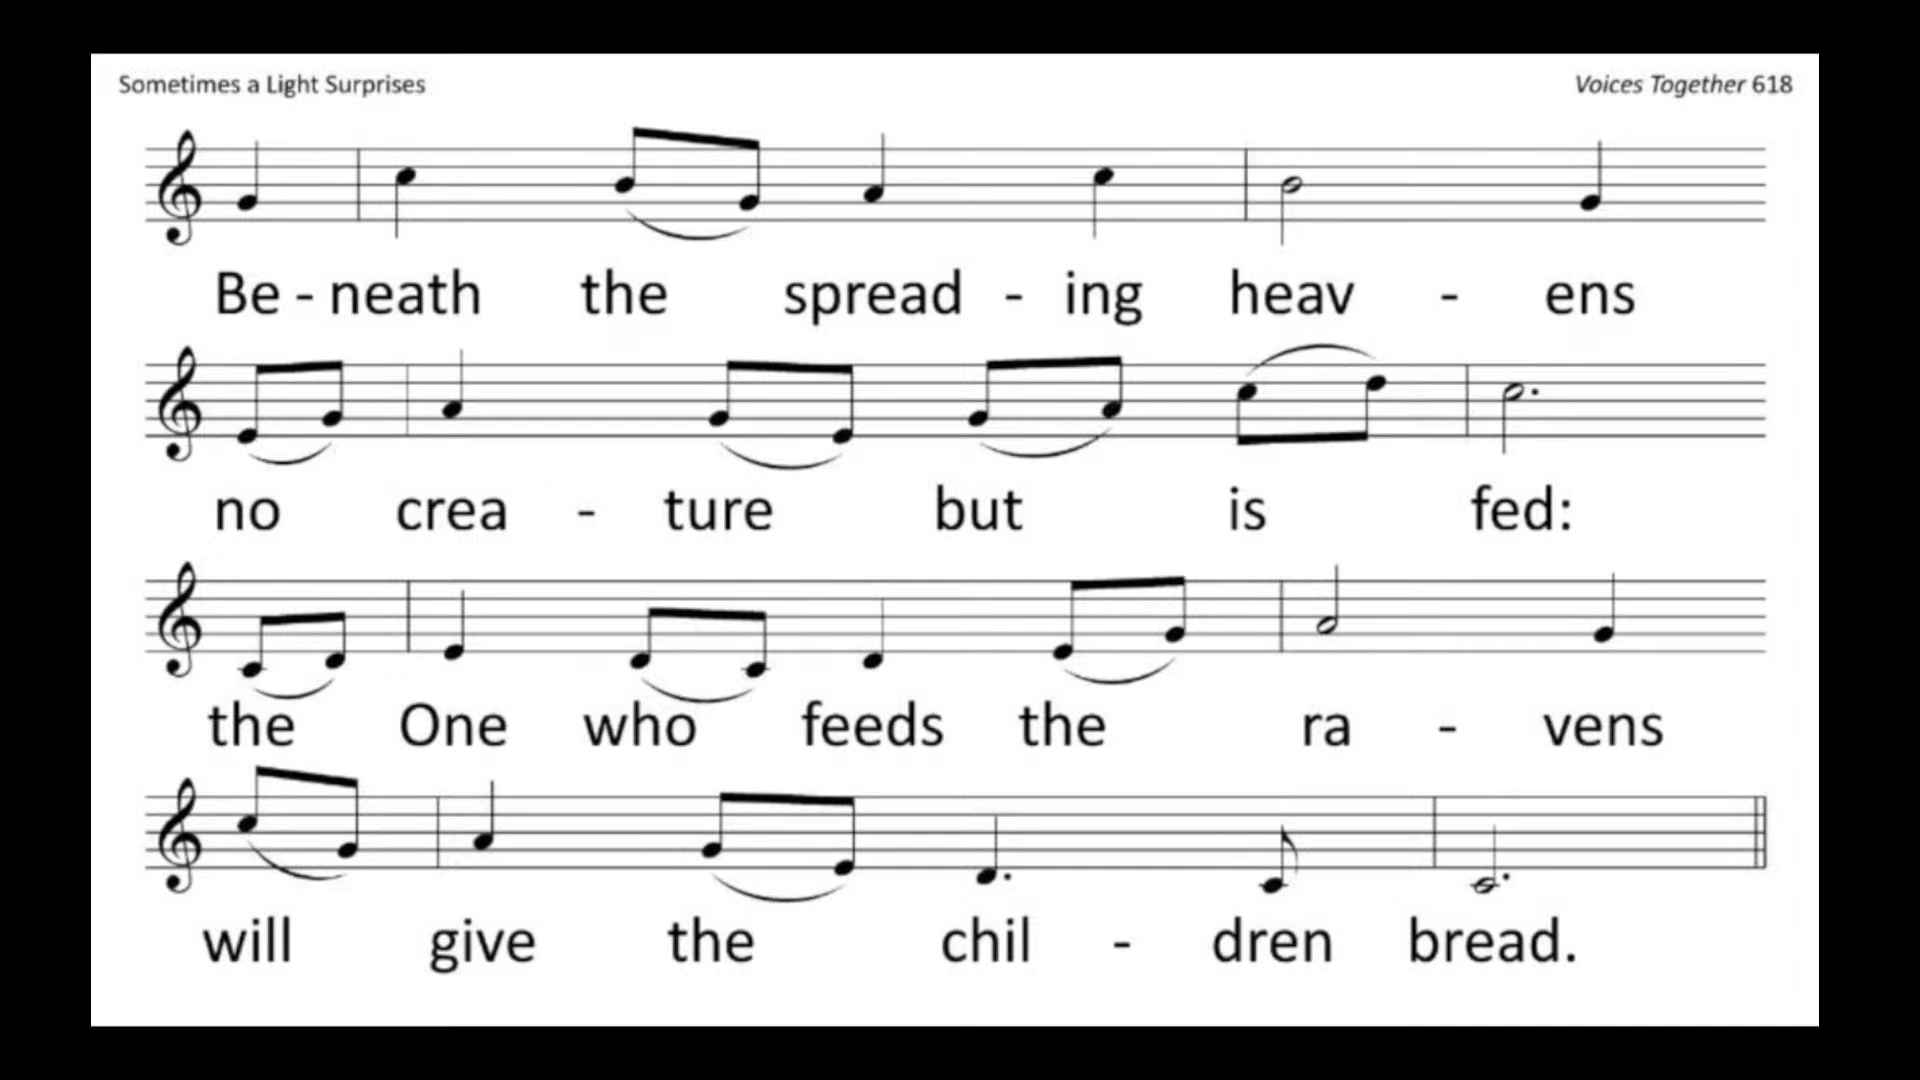 Sometimes a Light Surprises
Voices Together 618
Be - neath the spread - ing heav - ens
no crea - ture but is fed:
the One who feeds the ra - vens
will give the chil - dren bread.